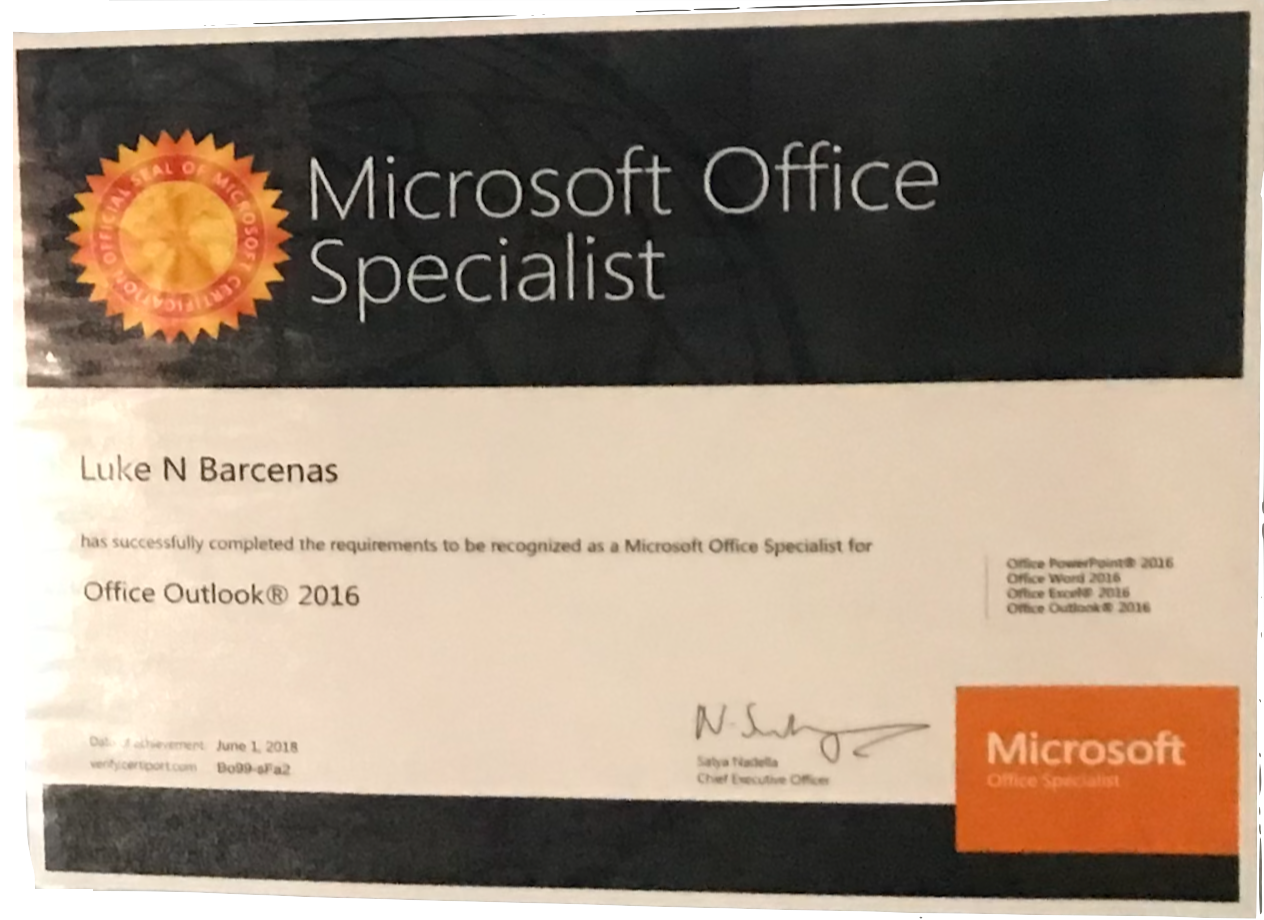 OFFICIAL SEAL OF MICROSOFT CERTIFICATION
Microsoft Office
Specialist
Luke N Barcenas
has successfully completed the requirements to be recognized as a Microsoft Office Specialist for
Office Outlook® 2016
Office PowerPoint® 2016
Office Word 2016
Office Excel® 2016
Office Outlook® 2016
Date of achievement: June 1, 2018
verify.certiport.com Bo99-sFa2
N. Satya
Satya Nadella
Chief Executive Officer
Microsoft
Office Specialist